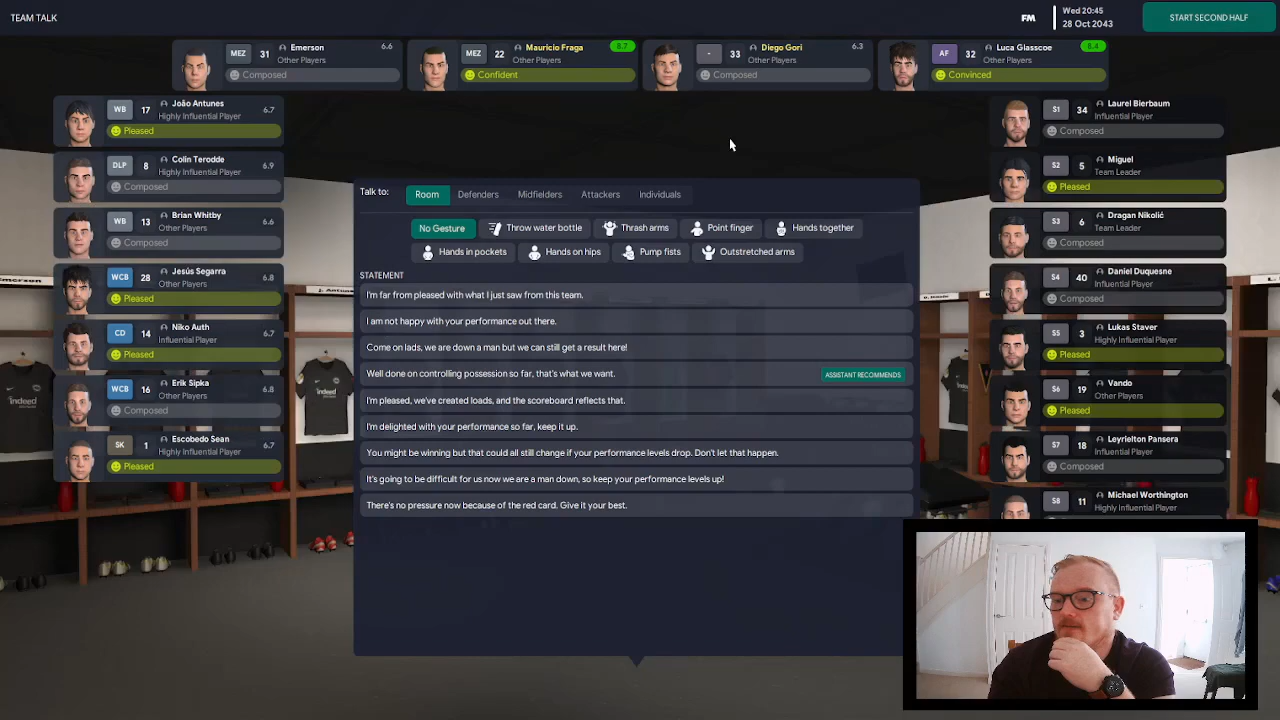 TEAM TALK
FM
Wed 20:45
28 Oct 2043
START SECOND HALF
MEZ 31 Emerson 6.6
Other Players
Composed
MEZ 22 Mauricio Fraga 8.7
Other Players
Confident
- 33 Diego Gori 6.3
Other Players
Composed
AF 32 Luca Glasscoe 8.4
Other Players
Convinced
WB 17 João Antunes 6.7
Highly Influential Player
Pleased
DLP 8 Colin Terodde 6.9
Highly Influential Player
Composed
WB 13 Brian Whitby 6.6
Other Players
Composed
WCB 28 Jesús Segarra 6.8
Other Players
Pleased
CD 14 Niko Auth 6.7
Influential Player
Pleased
WCB 16 Erik Sipka 6.8
Other Players
Composed
SK 1 Escobedo Sean 6.7
Highly Influential Player
Pleased
Talk to: Room Defenders Midfielders Attackers Individuals
No Gesture Throw water bottle Thrash arms Point finger Hands together
Hands in pockets Hands on hips Pump fists Outstretched arms
STATEMENT
I'm far from pleased with what I just saw from this team.
I am not happy with your performance out there.
Come on lads, we are down a man but we can still get a result here!
Well done on controlling possession so far, that's what we want. ASSISTANT RECOMMENDS
I'm pleased, we've created loads, and the scoreboard reflects that.
I'm delighted with your performance so far, keep it up.
You might be winning but that could still change if your performance levels drop. Don't let that happen.
It's going to be difficult for us now we are a man down, so keep your performance levels up!
There's no pressure now because of the red card. Give it your best.
S1 34 Laurel Bierbaum
Influential Player
Composed
S2 5 Miguel
Team Leader
Pleased
S3 6 Dragan Nikolić
Team Leader
Composed
S4 40 Daniel Duquesne
Influential Player
Composed
S5 3 Lukas Staver
Highly Influential Player
Pleased
S6 19 Vando
Other Players
Pleased
S7 18 Leyrielton Pansera
Influential Player
Composed
S8 11 Michael Worthington
Highly Influential Player
indeed
indeed